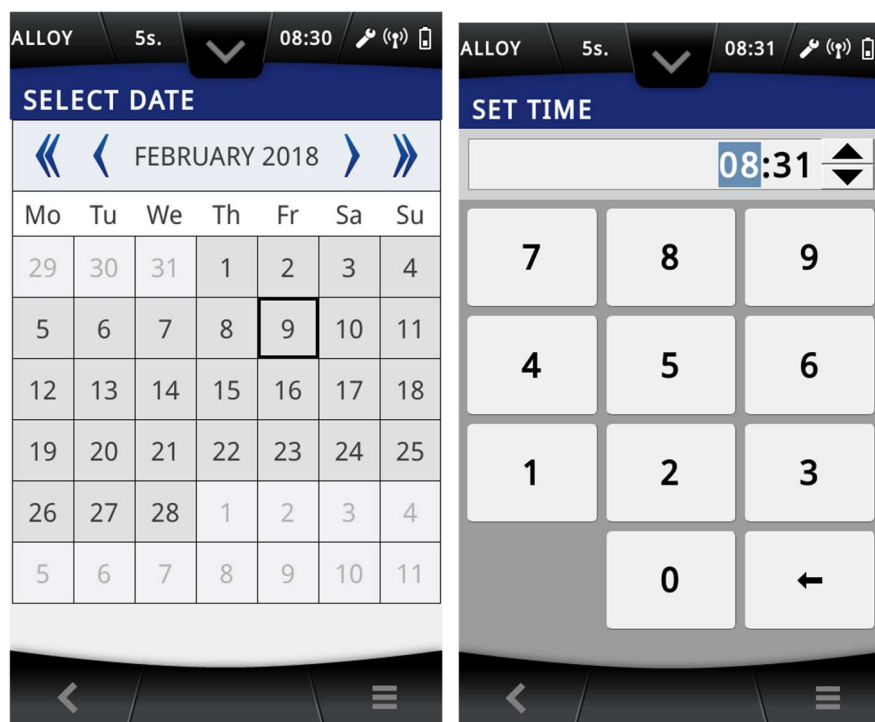 ALLOY 5s. 08:30
SELECT DATE
FEBRUARY 2018
Mo Tu We Th Fr Sa Su
29 30 31 1 2 3 4
5 6 7 8 9 10 11
12 13 14 15 16 17 18
19 20 21 22 23 24 25
26 27 28 1 2 3 4
5 6 7 8 9 10 11
ALLOY 5s. 08:31
SET TIME
08:31
7 8 9
4 5 6
1 2 3
0